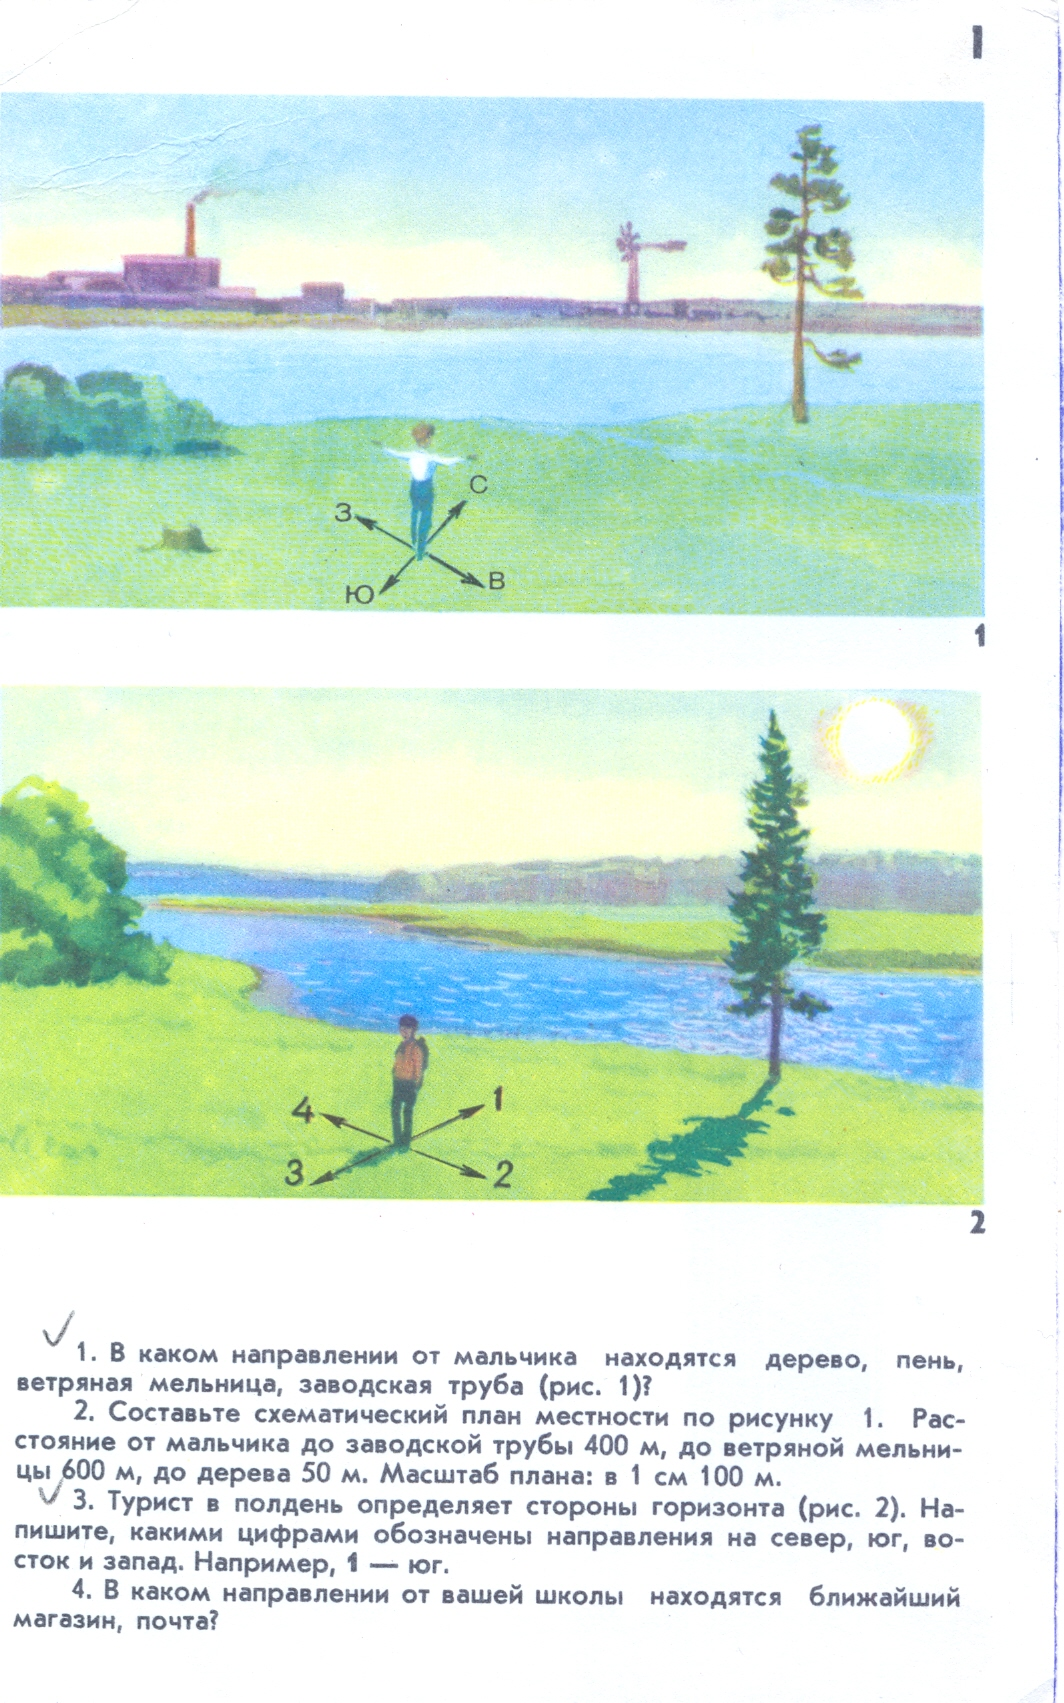 I
С
З
В
Ю
1
1
4
3
2
2
1. В каком направлении от мальчика находятся дерево, пень,
ветряная мельница, заводская труба (рис. 1)?
2. Составьте схематический план местности по рисунку 1. Рас-
стояние от мальчика до заводской трубы 400 м, до ветряной мельни-
цы 600 м, до дерева 50 м. Масштаб плана: в 1 см 100 м.
3. Турист в полдень определяет стороны горизонта (рис. 2). На-
пишите, какими цифрами обозначены направления на север, юг, во-
сток и запад. Например, 1 — юг.
4. В каком направлении от вашей школы находятся ближайший
магазин, почта?